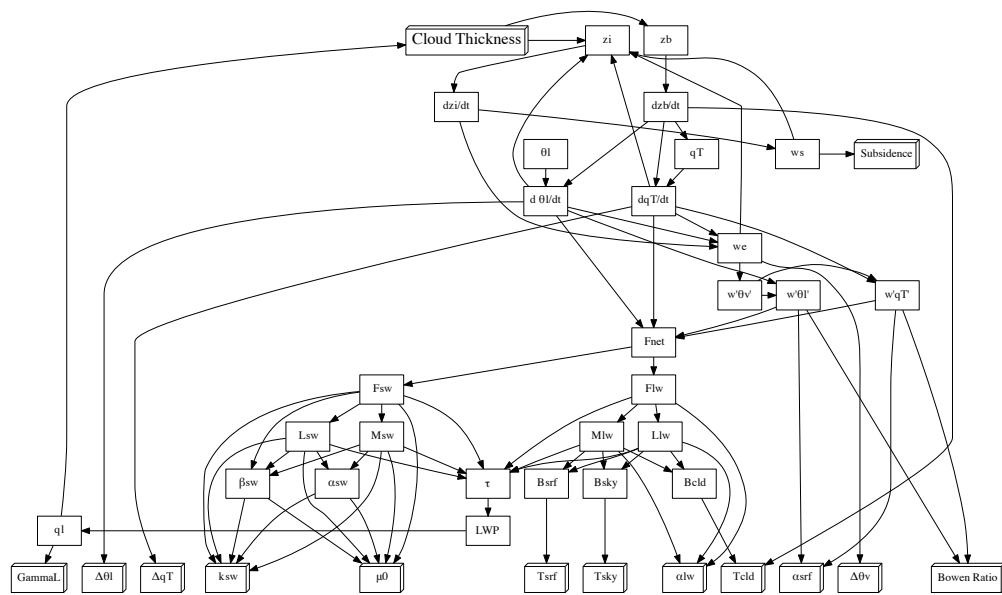 Cloud Thickness
zi
zb
dzi/dt
dzb/dt
θl
qT
ws
Subsidence
d θl/dt
dqT/dt
we
w'θv'
w'θl'
w'qT'
Fnet
Fsw
Flw
Lsw
Msw
Mlw
Llw
βsw
αsw
τ
Bsrf
Bsky
Bcld
ql
LWP
GammaL
Δθl
ΔqT
ksw
μ0
Tsrf
Tsky
αlw
Tcld
αsrf
Δθv
Bowen Ratio